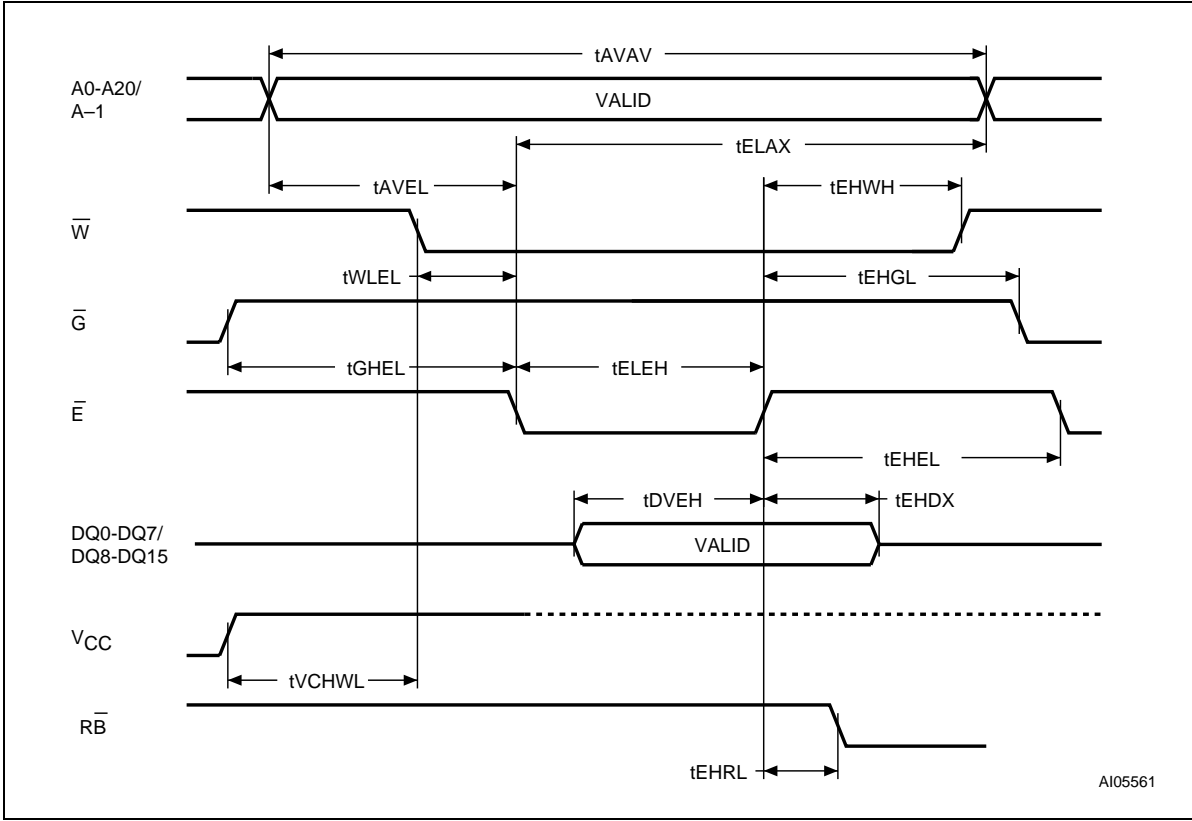 tAVAV
A0-A20/
A–1
VALID
tELAX
tAVEL
tEHWH
W̅
tWLEL
tEHGL
G̅
tGHEL
tELEH
E̅
tEHEL
tDVEH
tEHDX
DQ0-DQ7/
DQ8-DQ15
VALID
VCC
tVCHWL
RB̅
tEHRL
AI05561